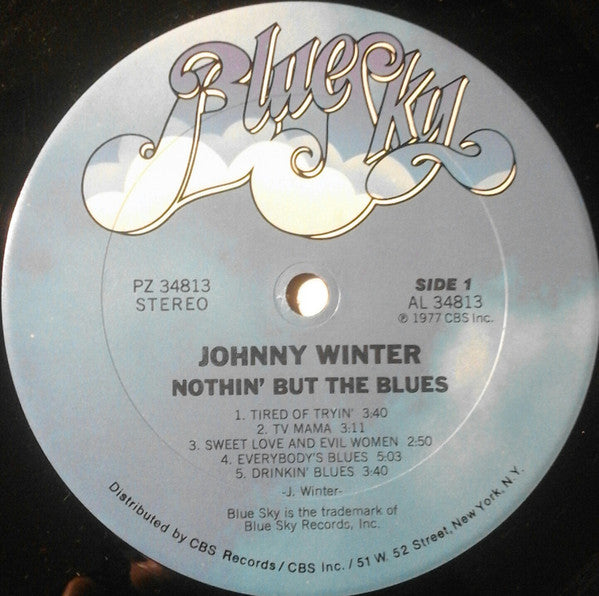 Blue Sky
PZ 34813
STEREO
SIDE 1
AL 34813
℗ 1977 CBS Inc.
JOHNNY WINTER
NOTHIN' BUT THE BLUES
1. TIRED OF TRYIN' 3:40
2. TV MAMA 3:11
3. SWEET LOVE AND EVIL WOMEN 2:50
4. EVERYBODY'S BLUES 5:03
5. DRINKIN' BLUES 3:40
-J. Winter-
Blue Sky is the trademark of
Blue Sky Records, Inc.
Distributed by CBS Records / CBS Inc. / 51 W. 52 Street, New York, N.Y.